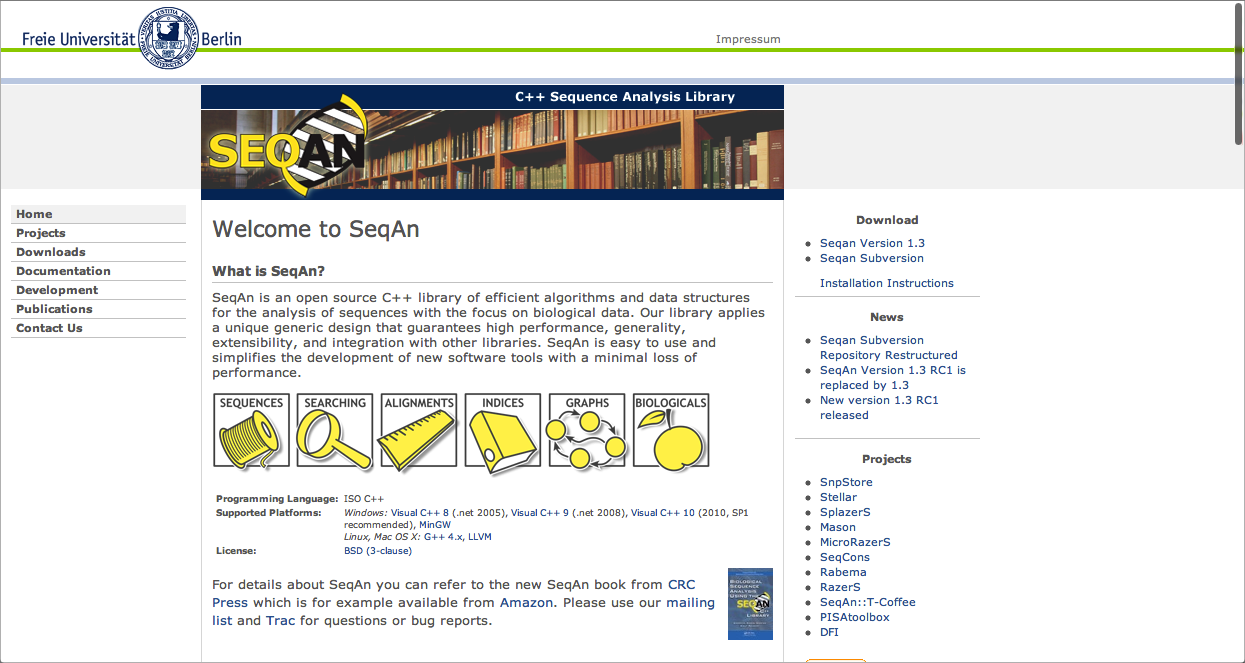 Freie Universität Berlin
Impressum
C++ Sequence Analysis Library
SEQAN
Home
Projects
Downloads
Documentation
Development
Publications
Contact Us
Welcome to SeqAn
What is SeqAn?
SeqAn is an open source C++ library of efficient algorithms and data structures
for the analysis of sequences with the focus on biological data. Our library applies
a unique generic design that guarantees high performance, generality,
extensibility, and integration with other libraries. SeqAn is easy to use and
simplifies the development of new software tools with a minimal loss of
performance.
SEQUENCES SEARCHING ALIGNMENTS INDICES GRAPHS BIOLOGICALS
Programming Language: ISO C++
Supported Platforms: Windows: Visual C++ 8 (.net 2005), Visual C++ 9 (.net 2008), Visual C++ 10 (2010, SP1
recommended), MinGW
Linux, Mac OS X: G++ 4.x, LLVM
License: BSD (3-clause)
For details about SeqAn you can refer to the new SeqAn book from CRC
Press which is for example available from Amazon. Please use our mailing
list and Trac for questions or bug reports.
BIOLOGICAL
SEQUENCE
ANALYSIS
USING THE
SEQAN
C++
LIBRARY
Download
Seqan Version 1.3
Seqan Subversion
Installation Instructions
News
Seqan Subversion
Repository Restructured
SeqAn Version 1.3 RC1 is
replaced by 1.3
New version 1.3 RC1
released
Projects
SnpStore
Stellar
SplazerS
Mason
MicroRazerS
SeqCons
Rabema
RazerS
SeqAn::T-Coffee
PISAtoolbox
DFI